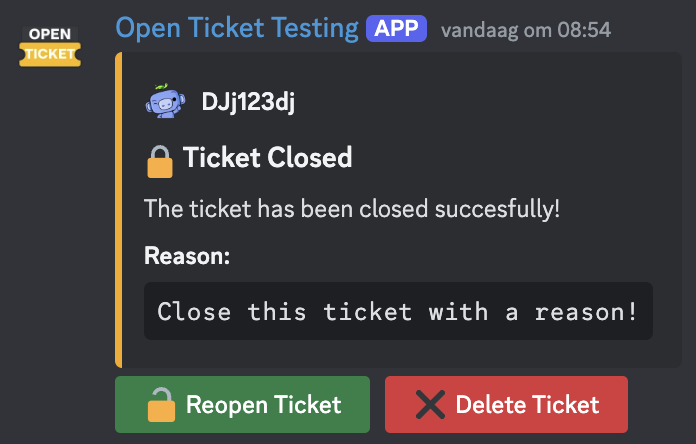 OPEN
TICKET
Open Ticket Testing APP vandaag om 08:54
DJj123dj
Ticket Closed
The ticket has been closed succesfully!
Reason:
Close this ticket with a reason!
Reopen Ticket
Delete Ticket